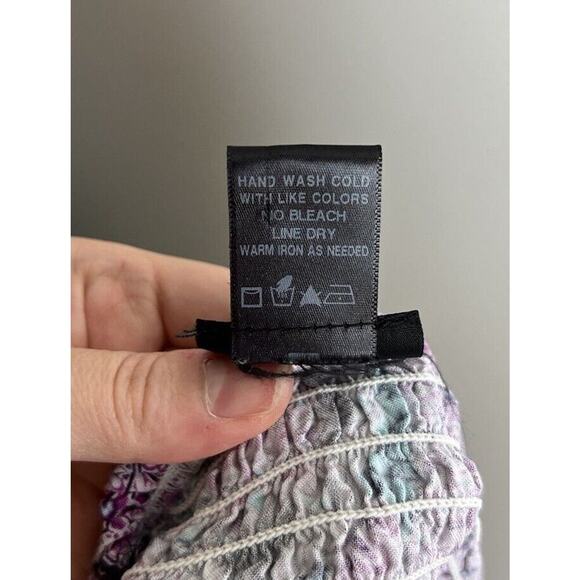 HAND WASH COLD
WITH LIKE COLORS
NO BLEACH
LINE DRY
WARM IRON AS NEEDED